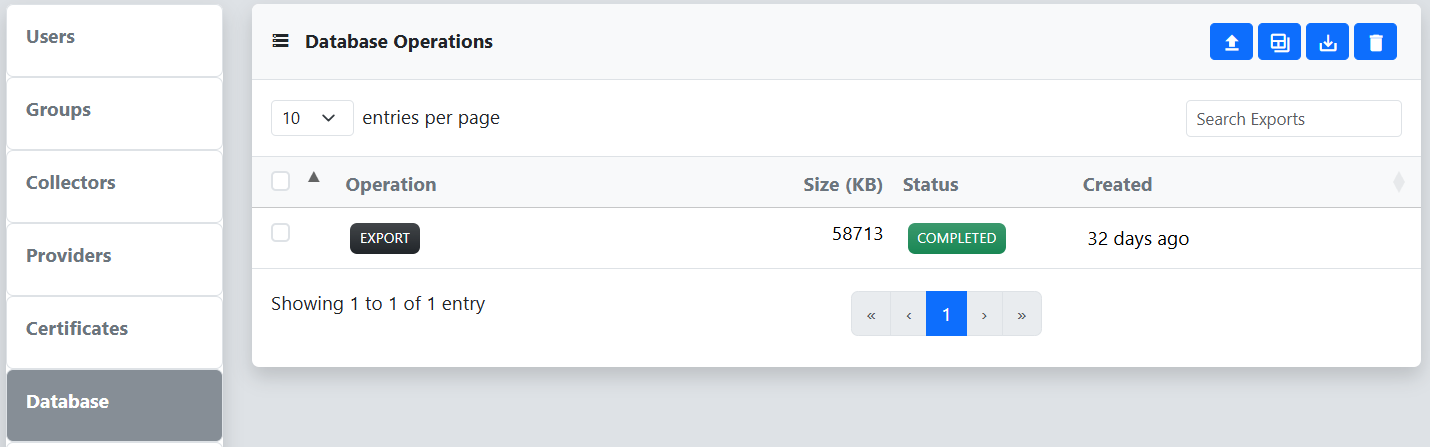 Users
Groups
Collectors
Providers
Certificates
Database
Database Operations
10 entries per page
Search Exports
Operation Size (KB) Status Created
EXPORT 58713 COMPLETED 32 days ago
Showing 1 to 1 of 1 entry
« ‹ 1 › »